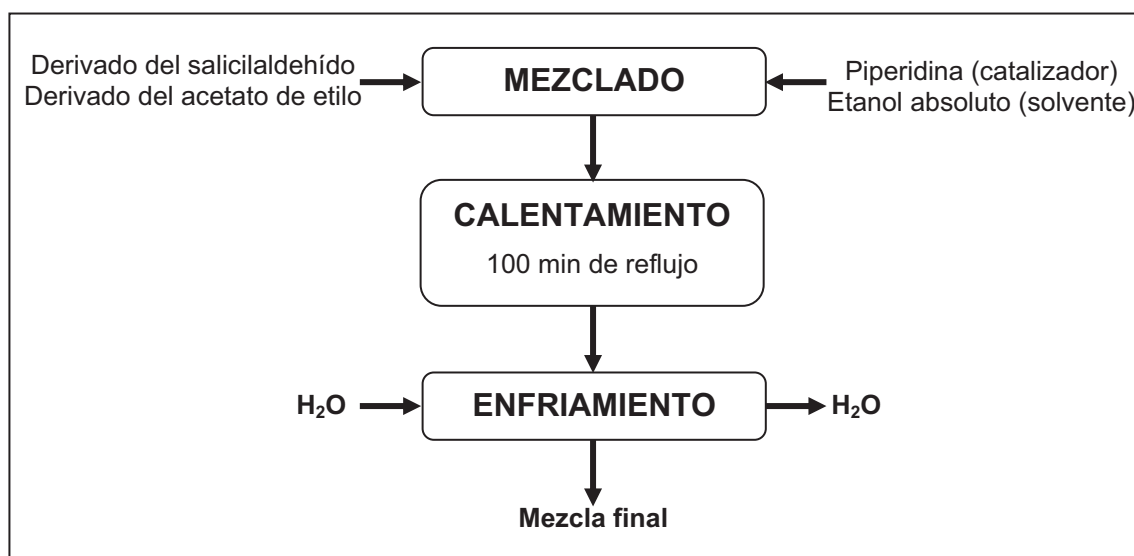 Derivado del salicilaldehído
Derivado del acetato de etilo
MEZCLADO
Piperidina (catalizador)
Etanol absoluto (solvente)
CALENTAMIENTO
100 min de reflujo
H₂O
ENFRIAMIENTO
H₂O
Mezcla final